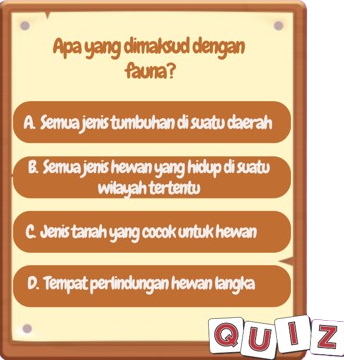 Apa yang dimaksud dengan
fauna?
A. Semua jenis tumbuhan di suatu daerah
B. Semua jenis hewan yang hidup di suatu
wilayah tertentu
C. Jenis tanah yang cocok untuk hewan
D. Tempat perlindungan hewan langka
QUIZ